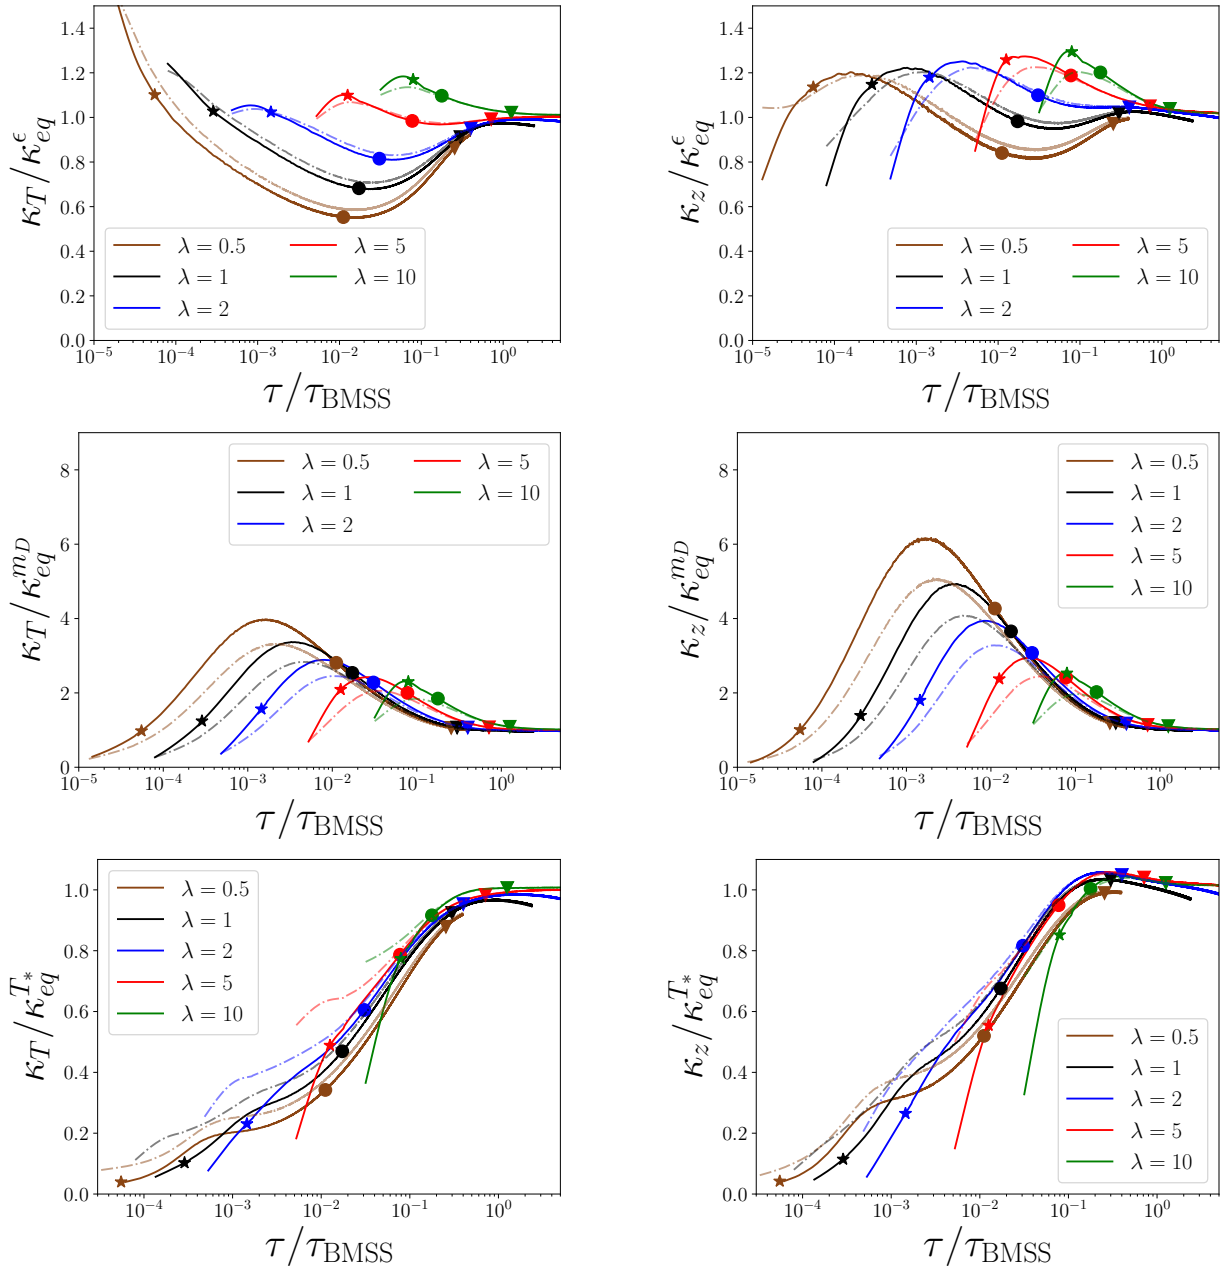 κ_T/κ_eq^ϵ
1.4
1.2
1.0
0.8
0.6
0.4
0.2
0.0
λ = 0.5
λ = 1
λ = 2
λ = 5
λ = 10
10^−5 10^−4 10^−3 10^−2 10^−1 10^0
τ/τ_BMSS
κ_z/κ_eq^ϵ
1.4
1.2
1.0
0.8
0.6
0.4
0.2
0.0
λ = 0.5
λ = 1
λ = 2
λ = 5
λ = 10
10^−5 10^−4 10^−3 10^−2 10^−1 10^0
τ/τ_BMSS
κ_T/κ_eq^{m_D}
8
6
4
2
0
λ = 0.5
λ = 1
λ = 2
λ = 5
λ = 10
10^−5 10^−4 10^−3 10^−2 10^−1 10^0
τ/τ_BMSS
κ_z/κ_eq^{m_D}
8
6
4
2
0
λ = 0.5
λ = 1
λ = 2
λ = 5
λ = 10
10^−5 10^−4 10^−3 10^−2 10^−1 10^0
τ/τ_BMSS
κ_T/κ_eq^{T_*}
1.0
0.8
0.6
0.4
0.2
0.0
λ = 0.5
λ = 1
λ = 2
λ = 5
λ = 10
10^−4 10^−3 10^−2 10^−1 10^0
τ/τ_BMSS
κ_z/κ_eq^{T_*}
1.0
0.8
0.6
0.4
0.2
0.0
λ = 0.5
λ = 1
λ = 2
λ = 5
λ = 10
10^−4 10^−3 10^−2 10^−1 10^0
τ/τ_BMSS